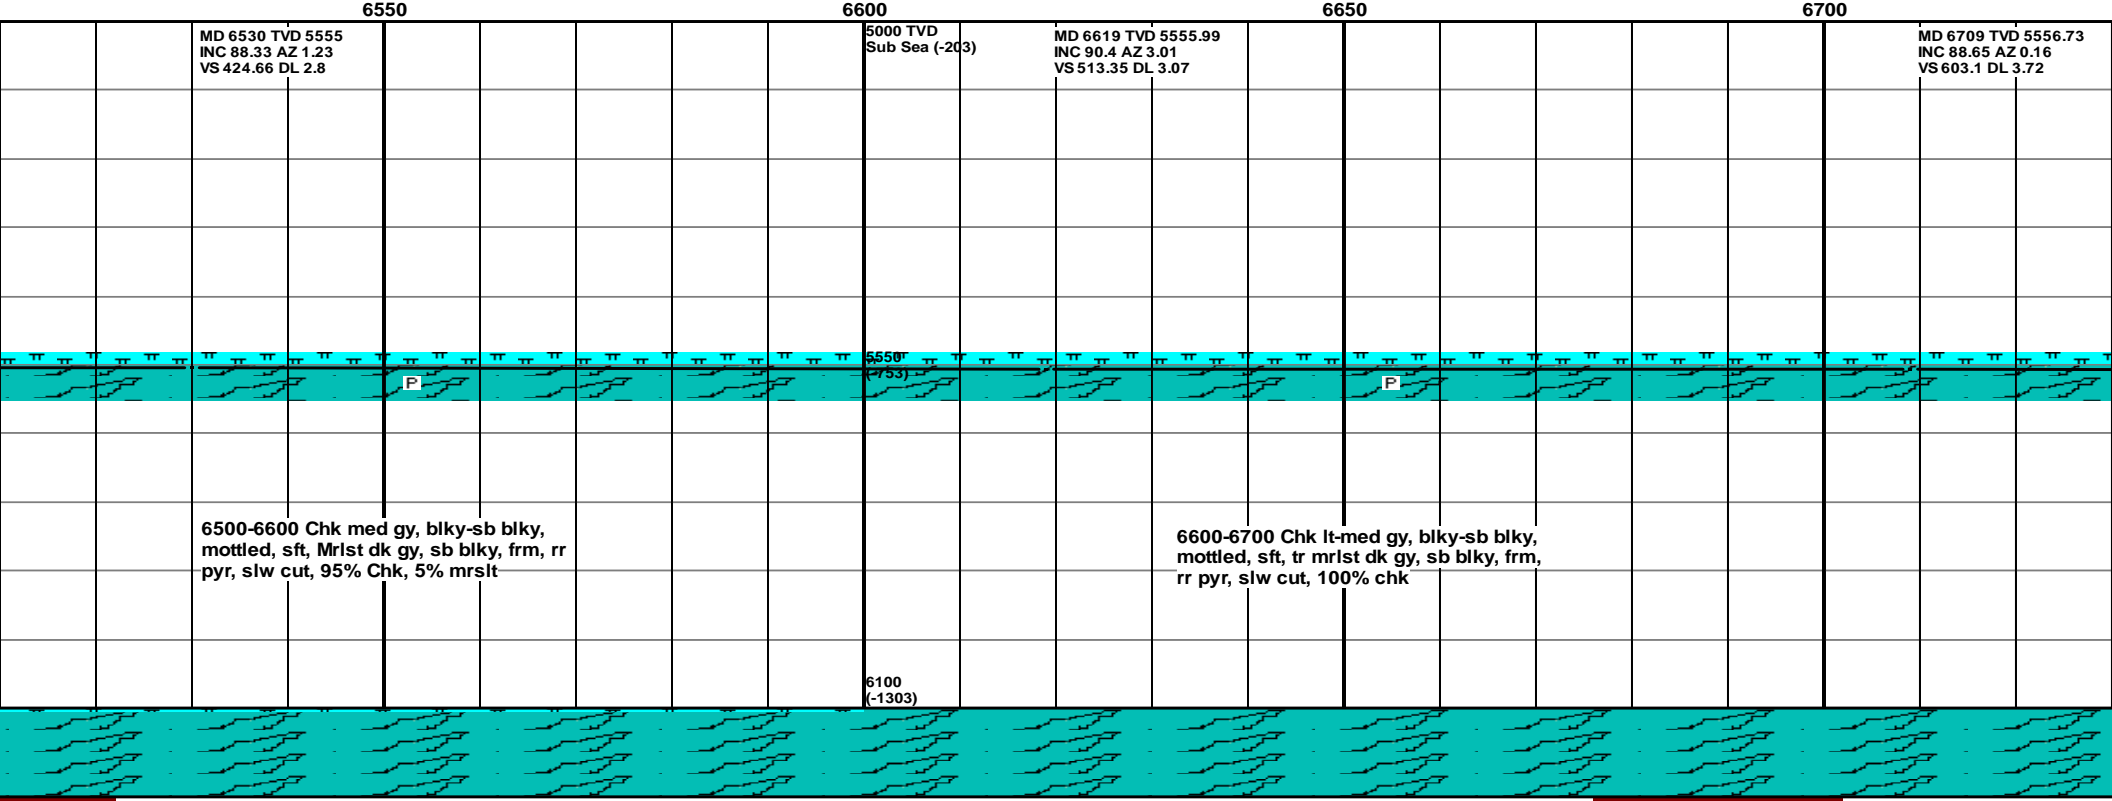 6550
6600
6650
6700
MD 6530 TVD 5555
INC 88.33 AZ 1.23
VS 424.66 DL 2.8
5000 TVD
Sub Sea (-203)
MD 6619 TVD 5555.99
INC 90.4 AZ 3.01
VS 513.35 DL 3.07
MD 6709 TVD 5556.73
INC 88.65 AZ 0.16
VS 603.1 DL 3.72
5550
(-753)
P
P
6500-6600 Chk med gy, blky-sb blky,
mottled, sft, Mrlst dk gy, sb blky, frm, rr
pyr, slw cut, 95% Chk, 5% mrslt
6600-6700 Chk lt-med gy, blky-sb blky,
mottled, sft, tr mrlst dk gy, sb blky, frm,
rr pyr, slw cut, 100% chk
6100
(-1303)